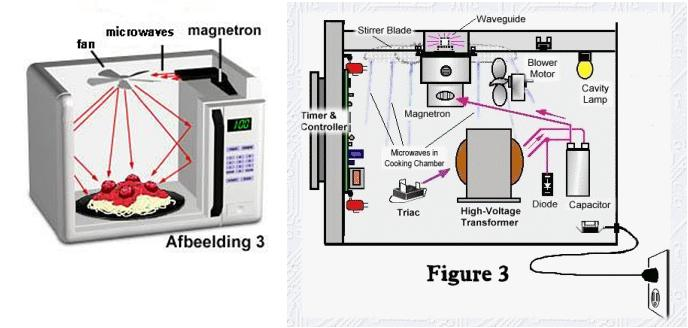 microwaves
magnetron
fan
100
Afbeelding 3
Waveguide
Stirrer Blade
Blower
Motor
Cavity
Lamp
Magnetron
Timer &
Controller
Microwaves in
Cooking Chamber
Triac
High-Voltage
Transformer
Diode
Capacitor
Figure 3